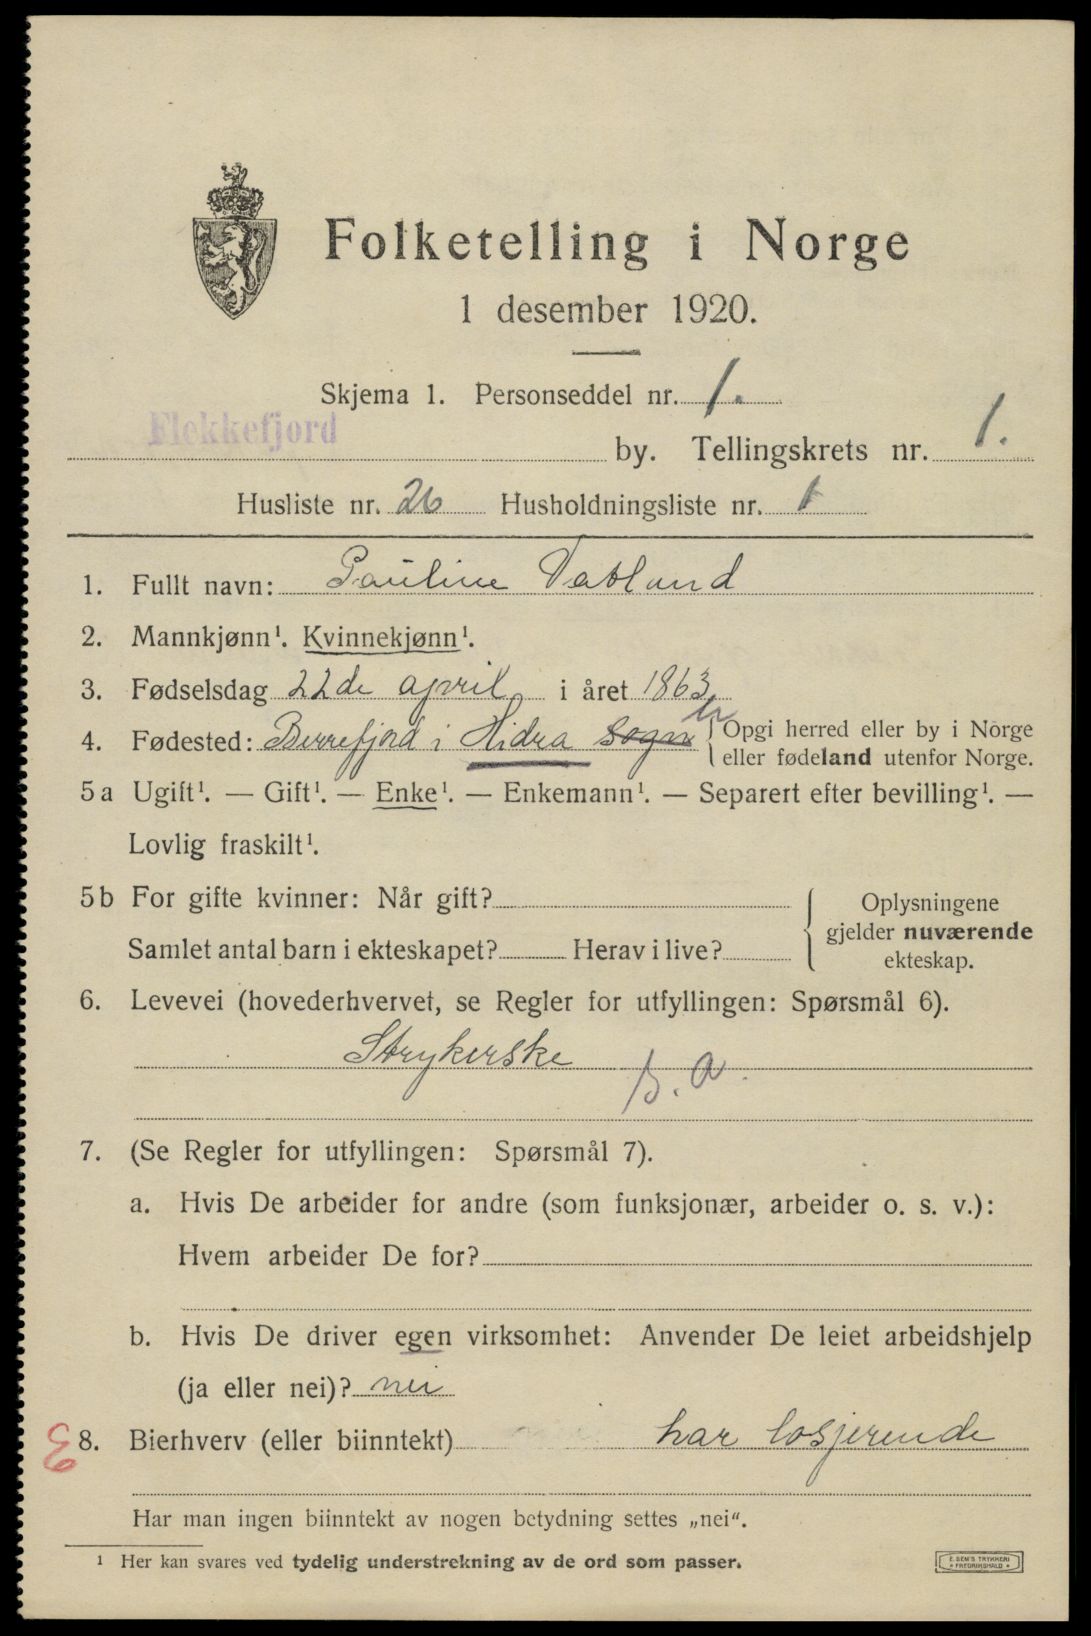 Folketelling i Norge
1 desember 1920.
Skjema 1. Personseddel nr. 1.
Flekkefjord by. Tellingskrets nr. 1.
Husliste nr. 26 Husholdningsliste nr. 1
1. Fullt navn: Pauline Vatland
2. Mannkjønn¹. Kvinnekjønn¹.
3. Fødselsdag 22de april i året 1863
4. Fødested: Berrefjord i Hidra sogn h {Opgi herred eller by i Norge
eller fødeland utenfor Norge.
5a Ugift¹. — Gift¹. — Enke¹. — Enkemann¹. — Separert efter bevilling¹. —
Lovlig fraskilt¹.
5b For gifte kvinner: Når gift?
Samlet antal barn i ekteskapet? Herav i live?
Oplysningene
gjelder nuværende
ekteskap.
6. Levevei (hovederhvervet, se Regler for utfyllingen: Spørsmål 6).
Strykerske
s. a.
7. (Se Regler for utfyllingen: Spørsmål 7).
a. Hvis De arbeider for andre (som funksjonær, arbeider o. s. v.):
Hvem arbeider De for?
b. Hvis De driver egen virksomhet: Anvender De leiet arbeidshjelp
(ja eller nei)? nei
8. Bierhverv (eller biinntekt) har losjerende
Har man ingen biinntekt av nogen betydning settes „nei“.
¹ Her kan svares ved tydelig understrekning av de ord som passer.
E. SEM'S TRYKKERI
FREDRIKSHALD